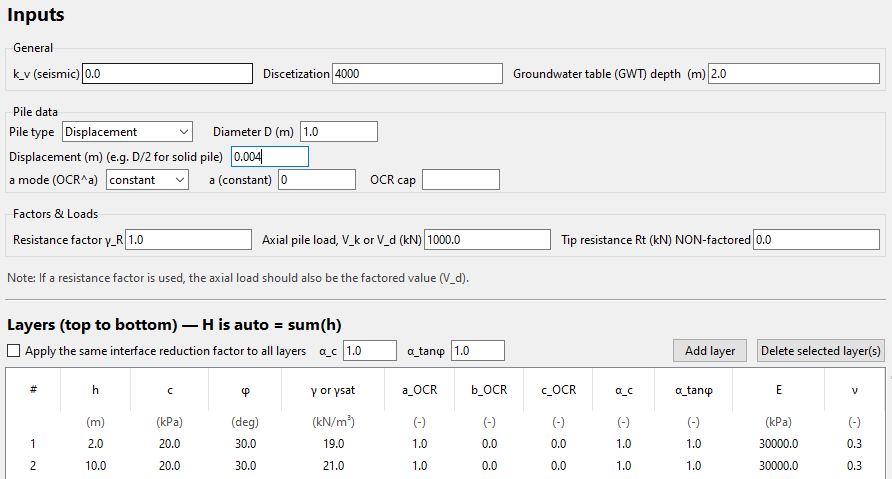 Inputs
General
k_v (seismic) 0.0 Discetization 4000 Groundwater table (GWT) depth (m) 2.0
Pile data
Pile type Displacement Diameter D (m) 1.0
Displacement (m) (e.g. D/2 for solid pile) 0.004
a mode (OCR^a) constant a (constant) 0 OCR cap
Factors & Loads
Resistance factor γ_R 1.0 Axial pile load, V_k or V_d (kN) 1000.0 Tip resistance Rt (kN) NON-factored 0.0
Note: If a resistance factor is used, the axial load should also be the factored value (V_d).
Layers (top to bottom) — H is auto = sum(h)
Apply the same interface reduction factor to all layers α_c 1.0 α_tanφ 1.0 Add layer Delete selected layer(s)
# h c φ γ or γsat a_OCR b_OCR c_OCR α_c α_tanφ E ν
(m) (kPa) (deg) (kN/m³) (-) (-) (-) (-) (-) (kPa) (-)
1 2.0 20.0 30.0 19.0 1.0 0.0 0.0 1.0 1.0 30000.0 0.3
2 10.0 20.0 30.0 21.0 1.0 0.0 0.0 1.0 1.0 30000.0 0.3